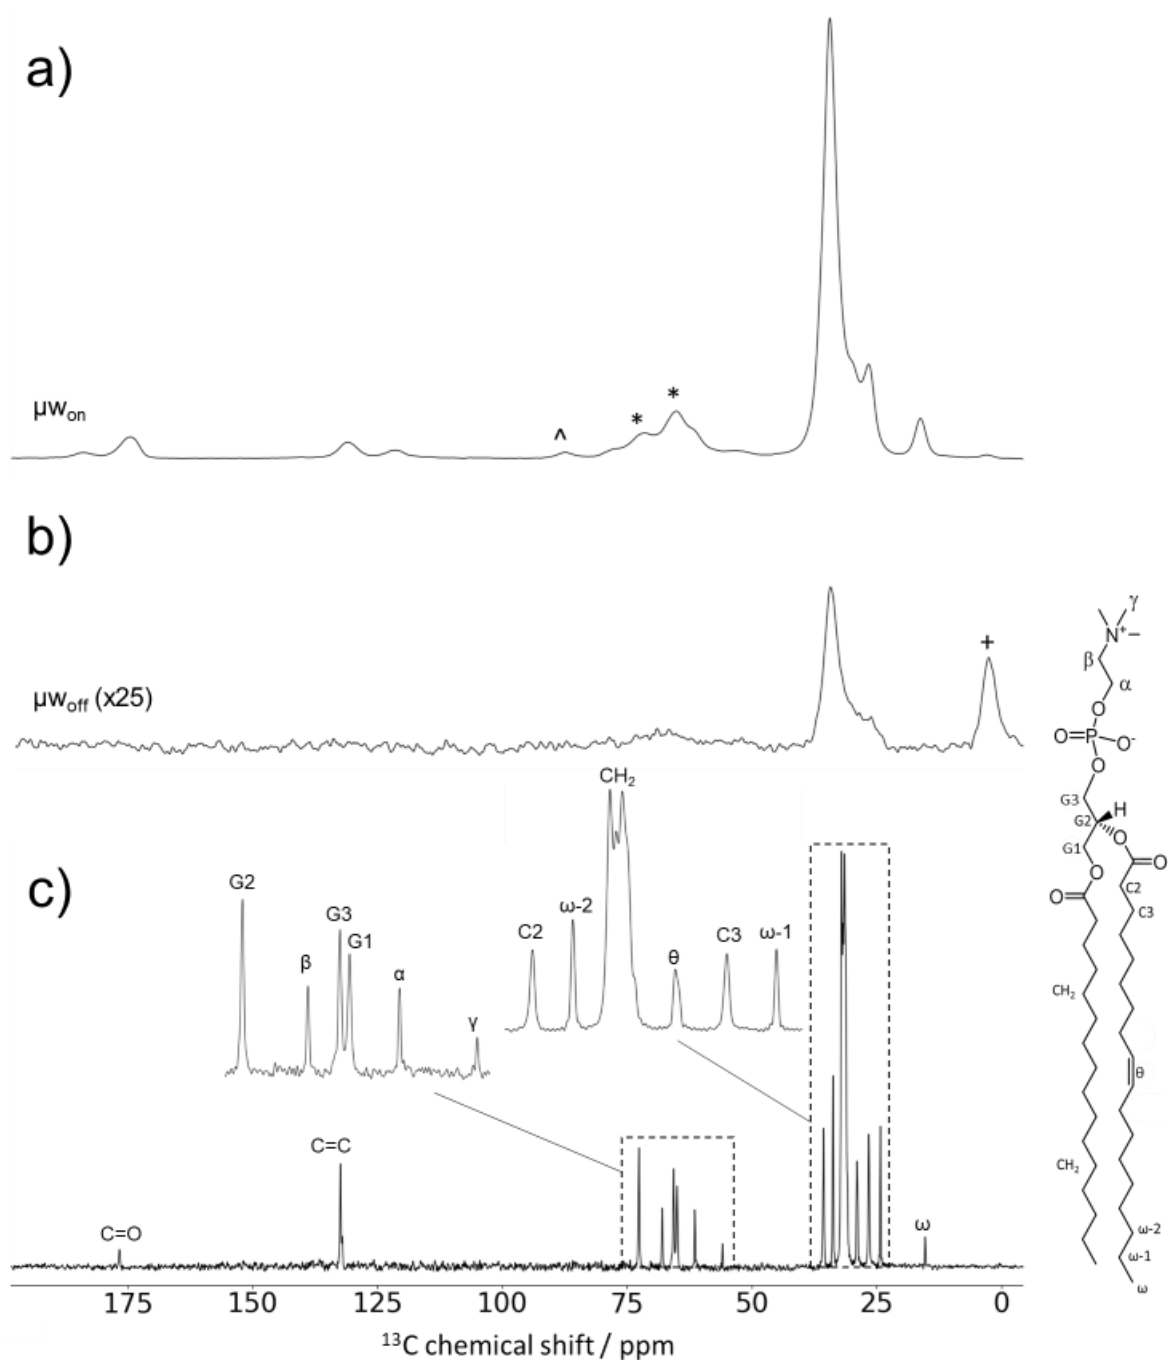 a)
μw_on
^
*
*
b)
μw_off (x25)
+
c)
G2
β
G3
G1
α
γ
C2
ω-2
CH₂
θ
C3
ω-1
C=O
C=C
ω
175 150 125 100 75 50 25 0
¹³C chemical shift / ppm
γ
N⁺
β
α
O
O=P
O⁻
O
G3
H
G2
G1
O
O
O
O
C2
C3
CH₂
θ
CH₂
ω-2
ω-1
ω